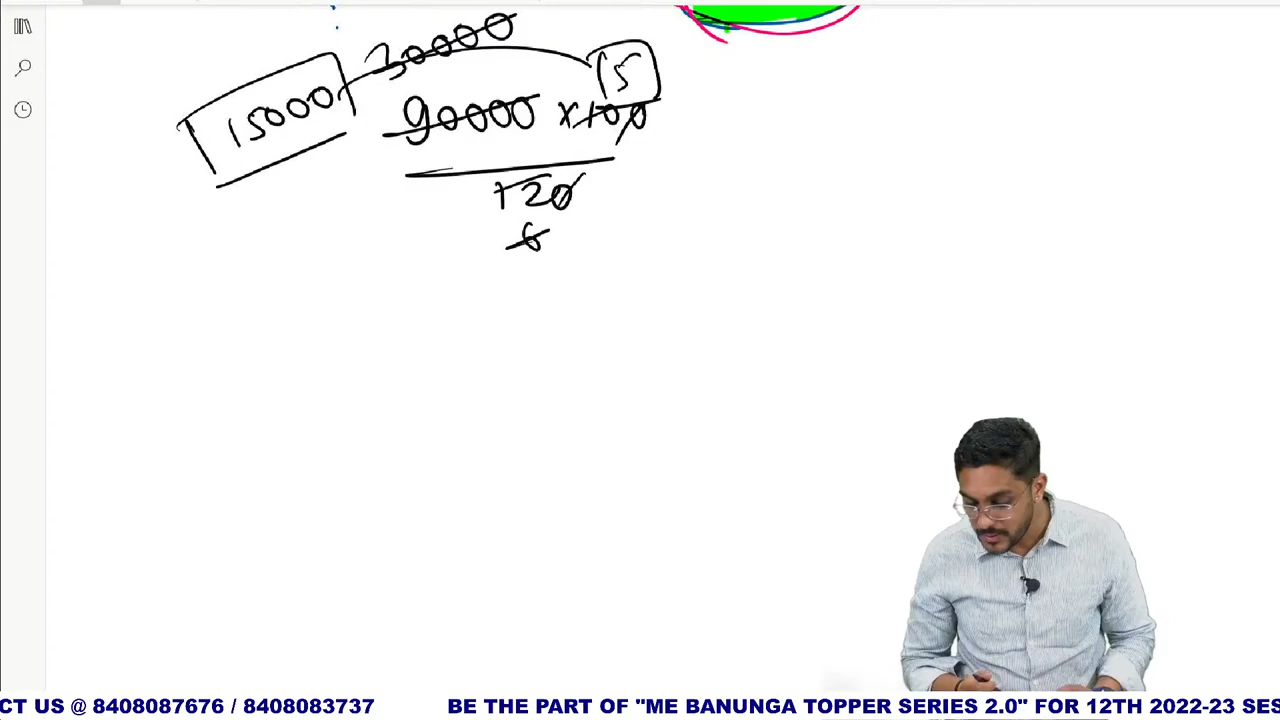 30000
15
15000
90000 x 100
120
6
CT US @ 8408087676 / 8408083737 BE THE PART OF "ME BANUNGA TOPPER SERIES 2.0" FOR 12TH 2022-23 SES